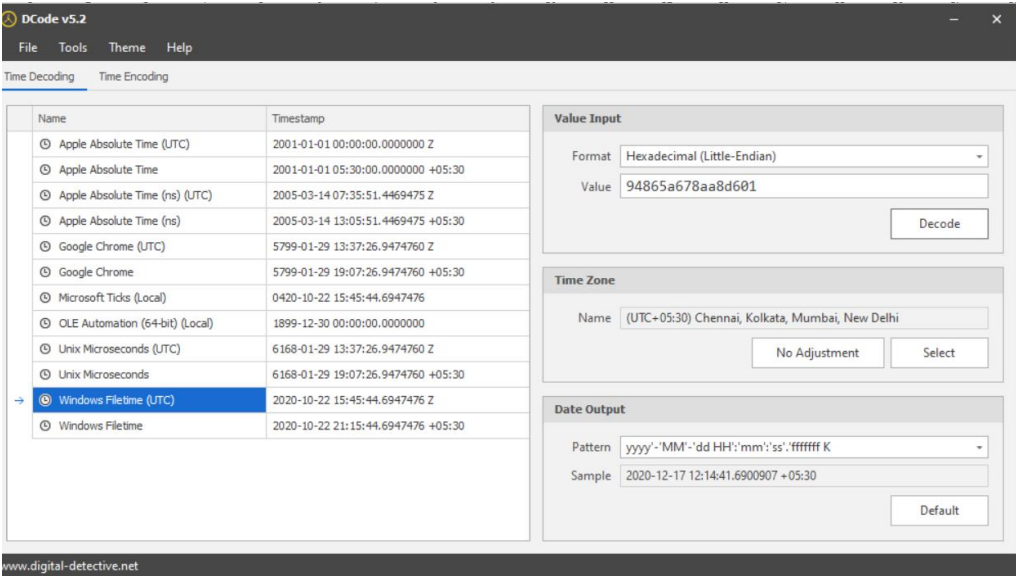 DCode v5.2
File Tools Theme Help
Time Decoding Time Encoding
Name Timestamp
Apple Absolute Time (UTC) 2001-01-01 00:00:00.0000000 Z
Apple Absolute Time 2001-01-01 05:30:00.0000000 +05:30
Apple Absolute Time (ns) (UTC) 2005-03-14 07:35:51.4469475 Z
Apple Absolute Time (ns) 2005-03-14 13:05:51.4469475 +05:30
Google Chrome (UTC) 5799-01-29 13:37:26.9474760 Z
Google Chrome 5799-01-29 19:07:26.9474760 +05:30
Microsoft Ticks (Local) 0420-10-22 15:45:44.6947476
OLE Automation (64-bit) (Local) 1899-12-30 00:00:00.0000000
Unix Microseconds (UTC) 6168-01-29 13:37:26.9474760 Z
Unix Microseconds 6168-01-29 19:07:26.9474760 +05:30
Windows Filetime (UTC) 2020-10-22 15:45:44.6947476 Z
Windows Filetime 2020-10-22 21:15:44.6947476 +05:30
Value Input
Format Hexadecimal (Little-Endian)
Value 94865a678aa8d601
Decode
Time Zone
Name (UTC+05:30) Chennai, Kolkata, Mumbai, New Delhi
No Adjustment Select
Date Output
Pattern yyyy'-'MM'-'dd HH':'mm':'ss'.'fffffff K
Sample 2020-12-17 12:14:41.6900907 +05:30
Default
www.digital-detective.net